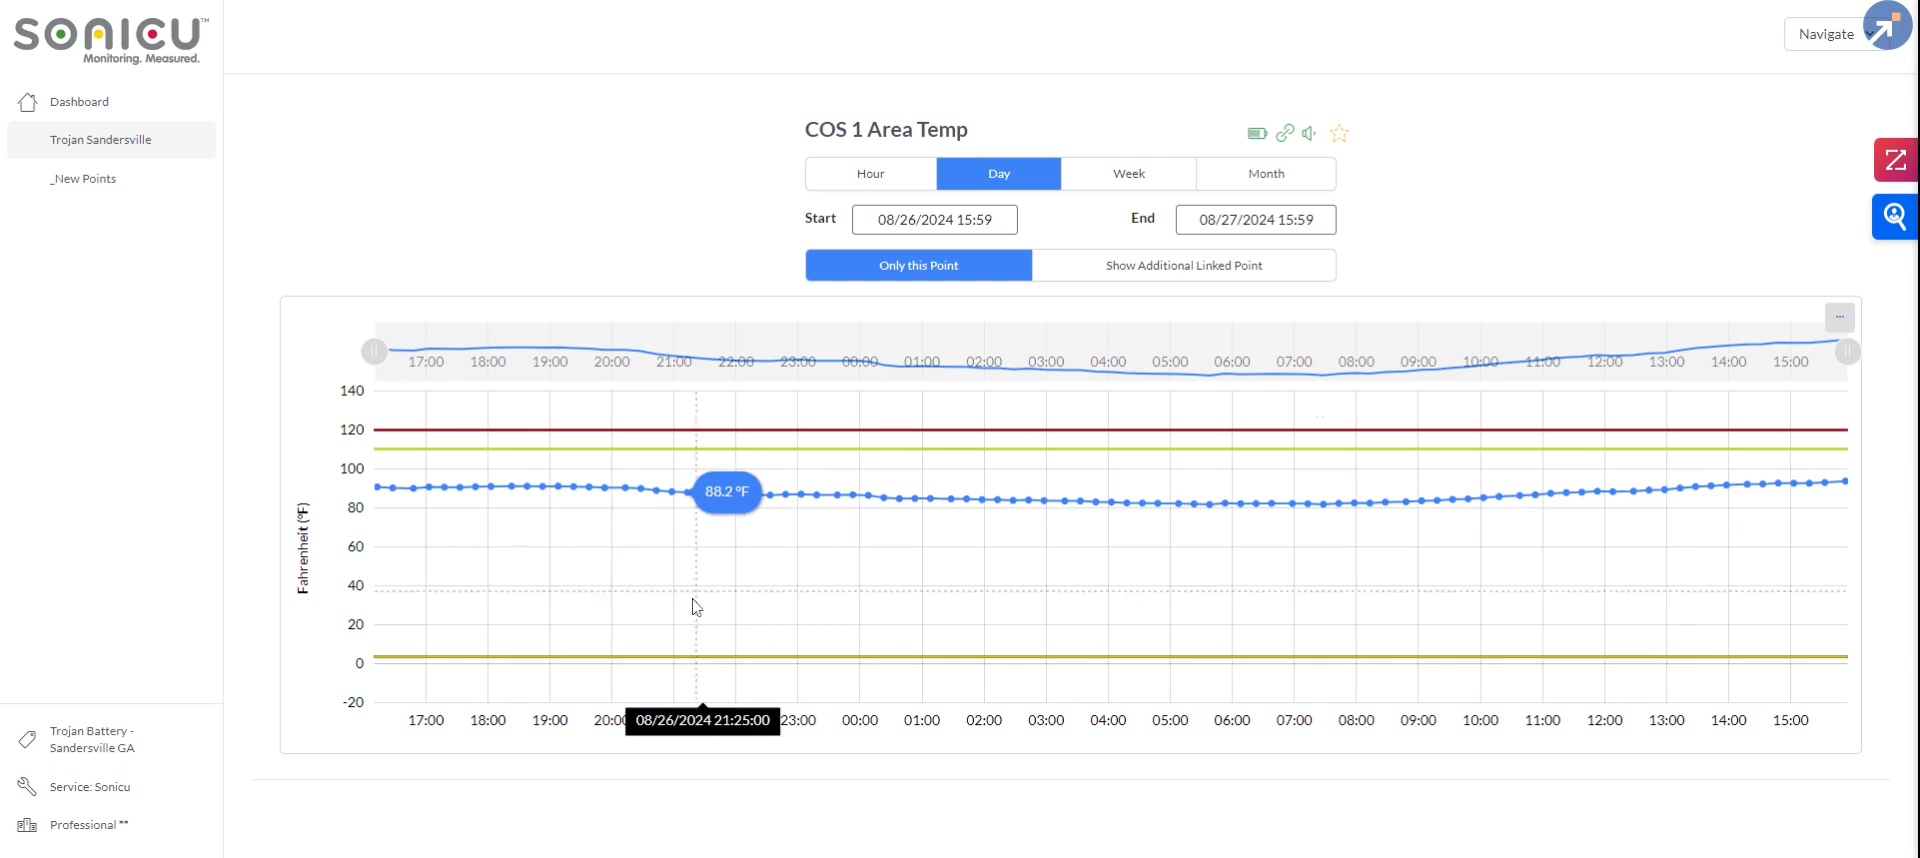 SONICU™
Monitoring. Measured.
Navigate
Dashboard
Trojan Sandersville
_New Points
COS 1 Area Temp
Hour Day Week Month
Start 08/26/2024 15:59 End 08/27/2024 15:59
Only this Point Show Additional Linked Point
...
17:00 18:00 19:00 20:00 21:00 22:00 23:00 00:00 01:00 02:00 03:00 04:00 05:00 06:00 07:00 08:00 09:00 10:00 11:00 12:00 13:00 14:00 15:00
140
120
100
88.2 °F
80
60
40
20
0
-20
Fahrenheit (°F)
17:00 18:00 19:00 20:00 08/26/2024 21:25:00 23:00 00:00 01:00 02:00 03:00 04:00 05:00 06:00 07:00 08:00 09:00 10:00 11:00 12:00 13:00 14:00 15:00
Trojan Battery -
Sandersville GA
Service: Sonicu
Professional **